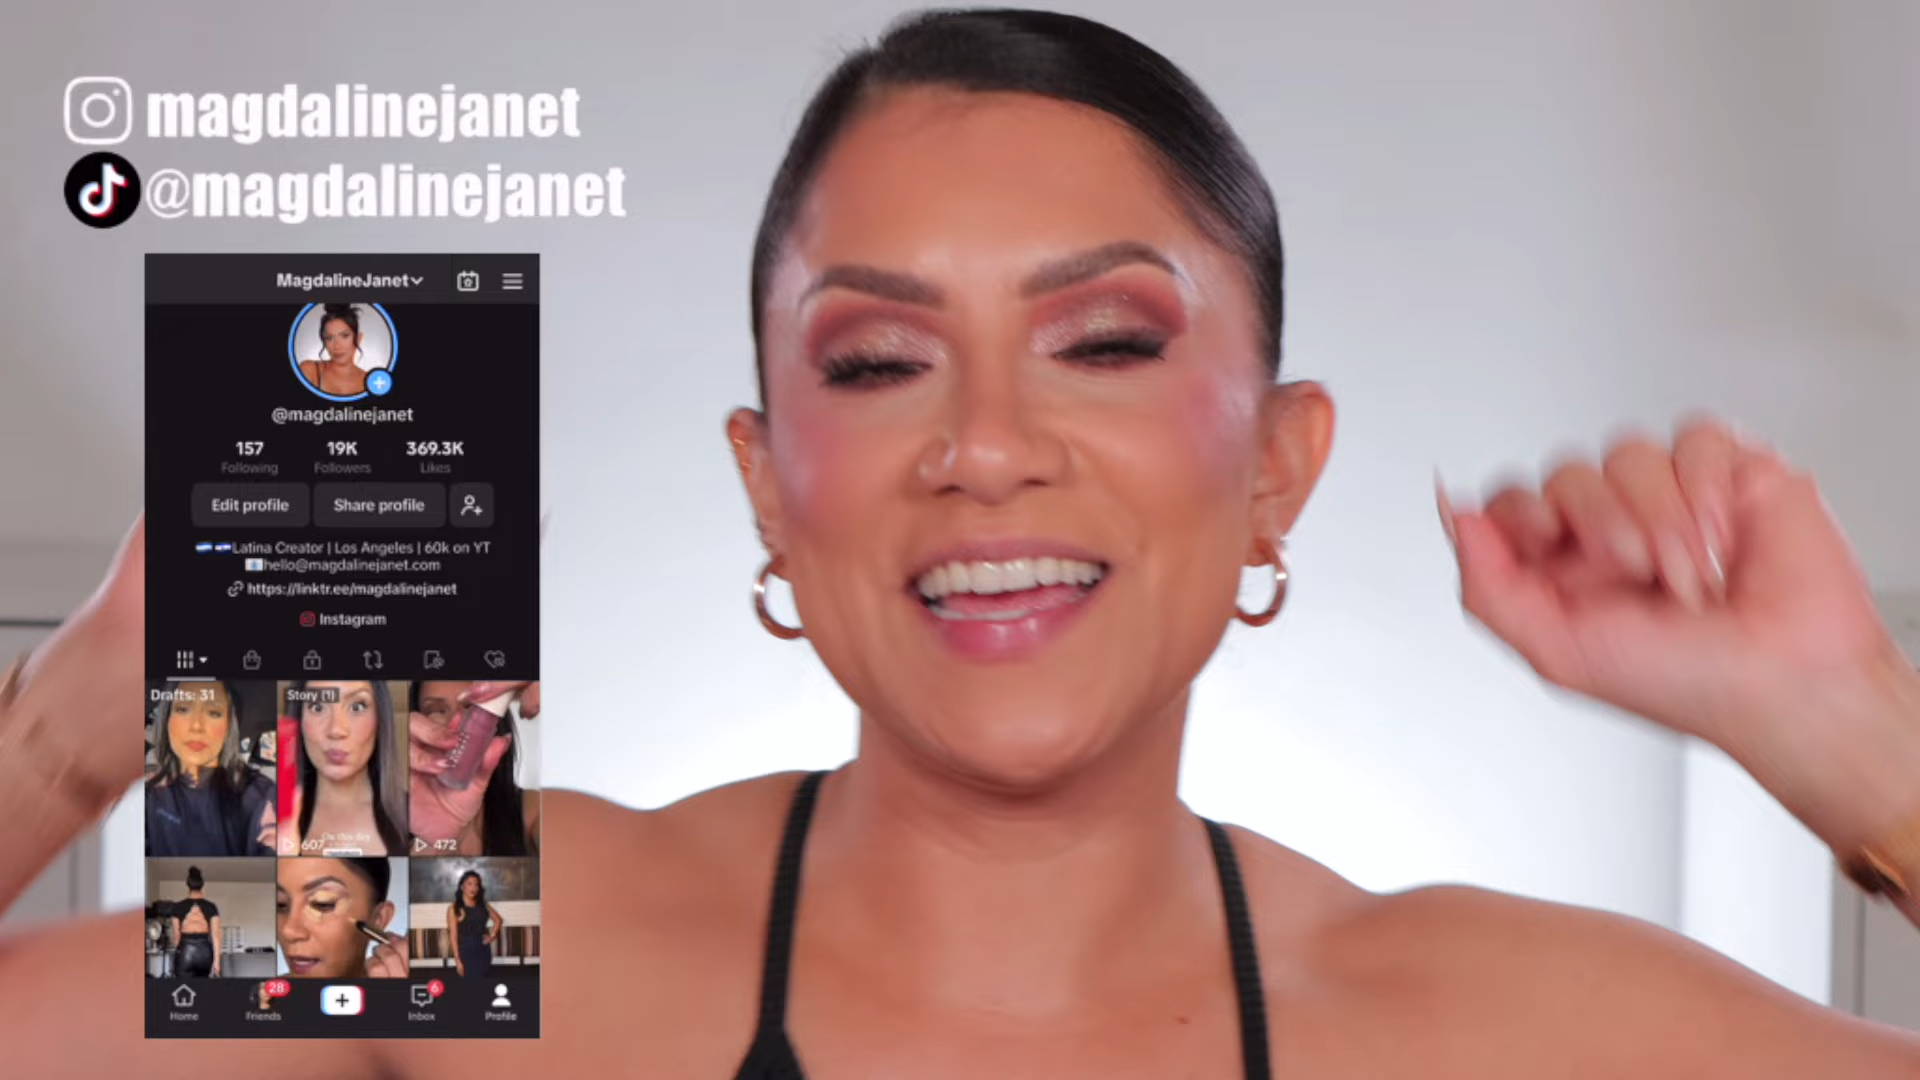 magdalinejanet
@magdalinejanet
MagdalineJanet
@magdalinejanet
157 19K 369.3K
Following Followers Likes
Edit profile Share profile
Latina Creator | Los Angeles | 60k on YT
hello@magdalinejanet.com
https://linktr.ee/magdalinejanet
Instagram
Drafts: 31 Story (1)
607 472
28 6
Home Friends Inbox Profile